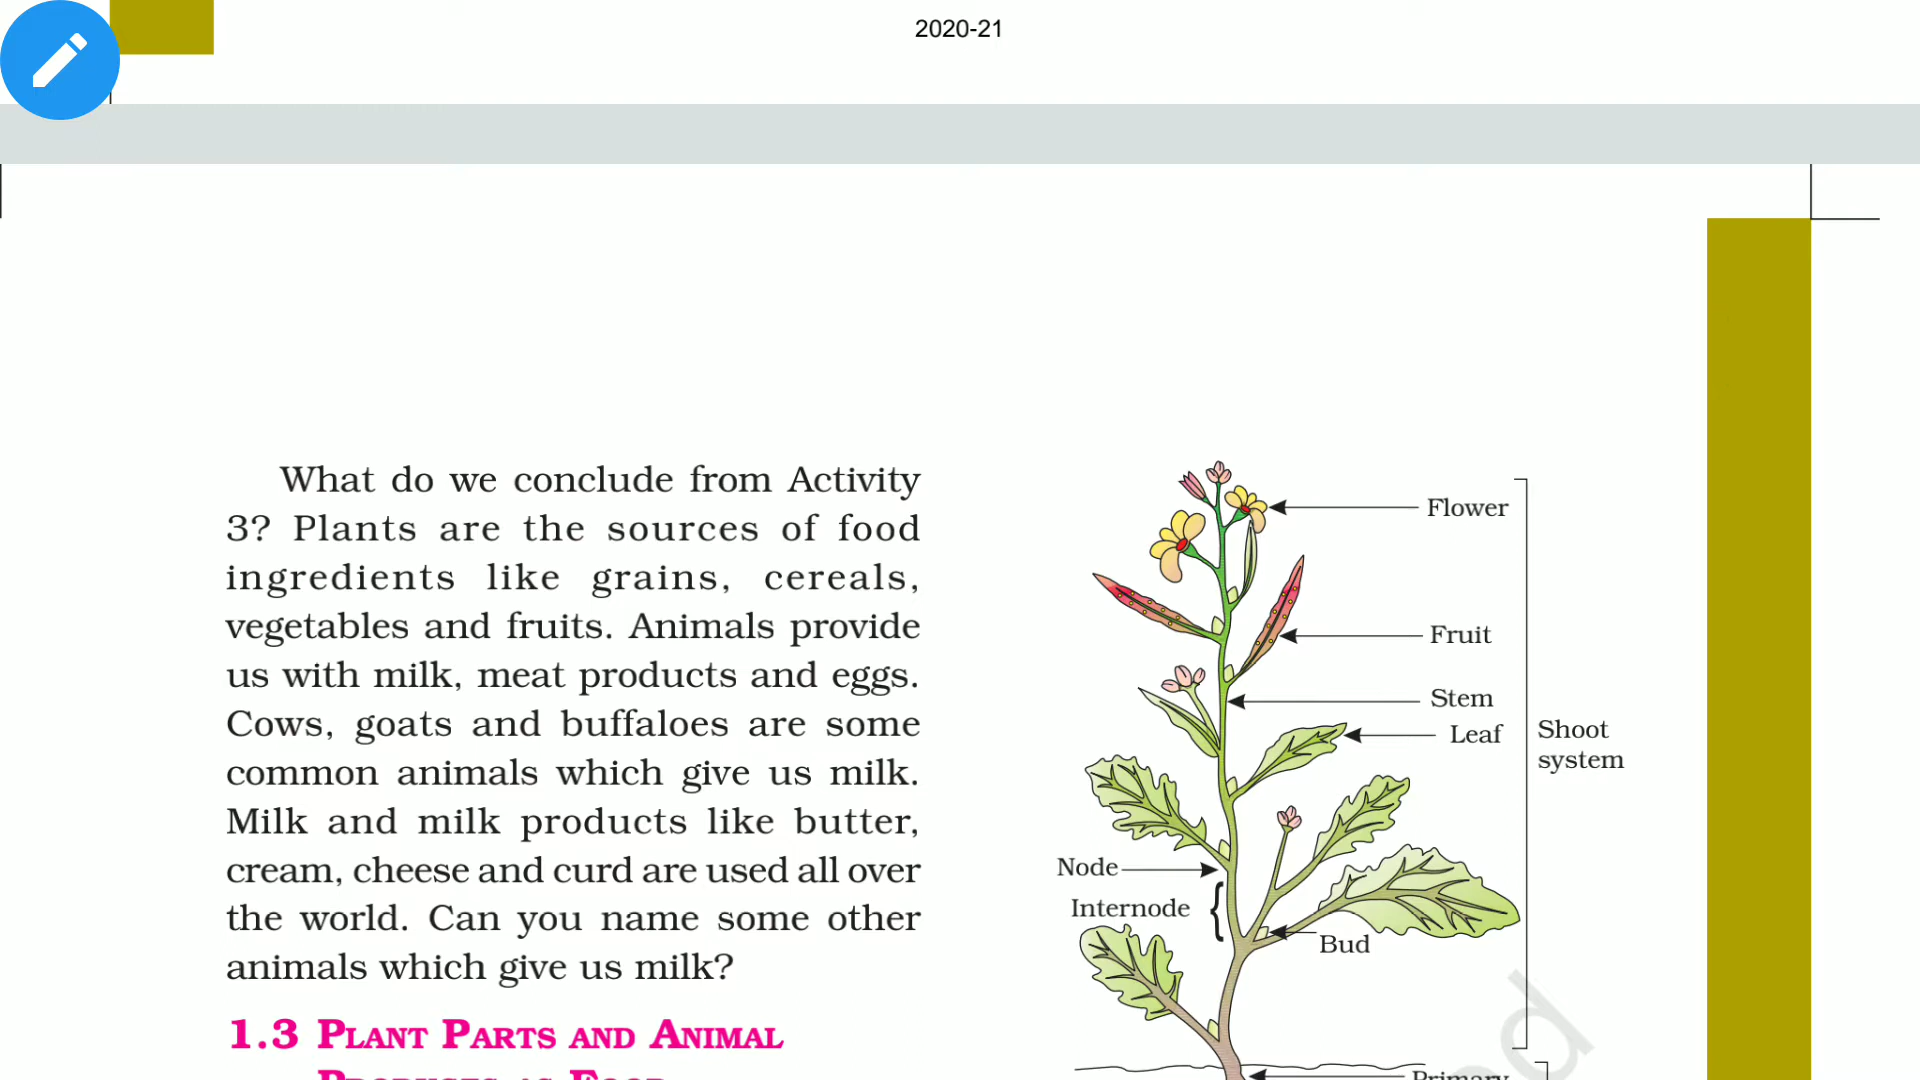 2020-21
What do we conclude from Activity
3? Plants are the sources of food
ingredients like grains, cereals,
vegetables and fruits. Animals provide
us with milk, meat products and eggs.
Cows, goats and buffaloes are some
common animals which give us milk.
Milk and milk products like butter,
cream, cheese and curd are used all over
the world. Can you name some other
animals which give us milk?
1.3 PLANT PARTS AND ANIMAL
PRODUCTS AS FOOD
Flower
Fruit
Stem
Leaf
Shoot
system
Node
Internode
Bud
Primary